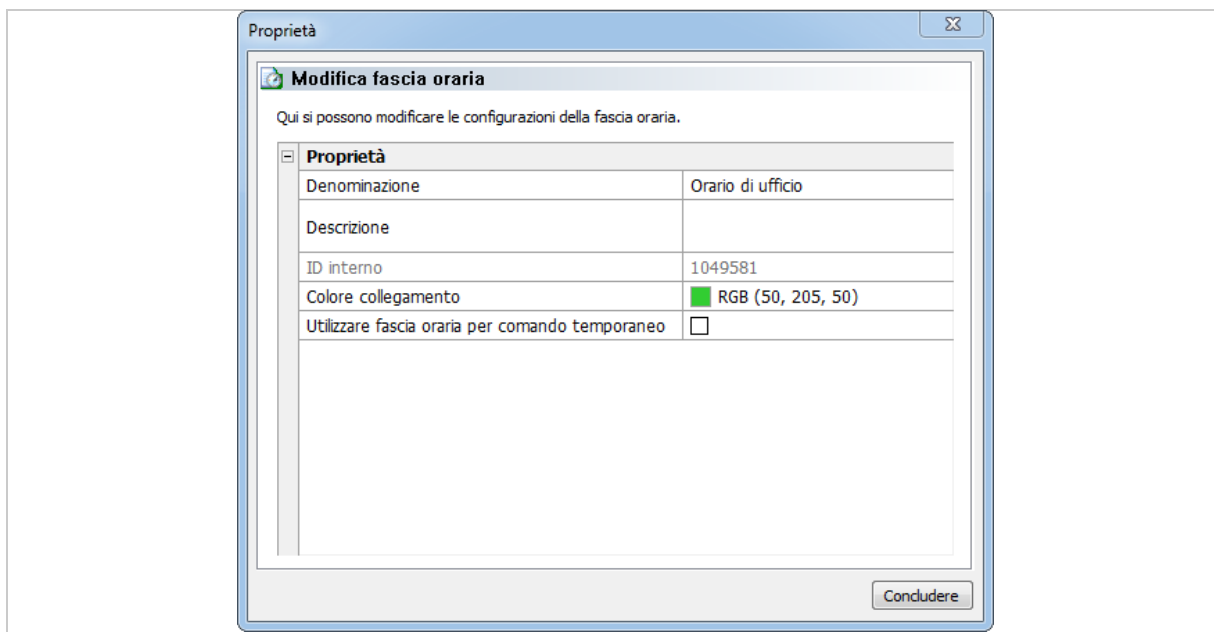 Proprietà
Modifica fascia oraria
Qui si possono modificare le configurazioni della fascia oraria.
Proprietà
Denominazione Orario di ufficio
Descrizione
ID interno 1049581
Colore collegamento RGB (50, 205, 50)
Utilizzare fascia oraria per comando temporaneo
Concludere